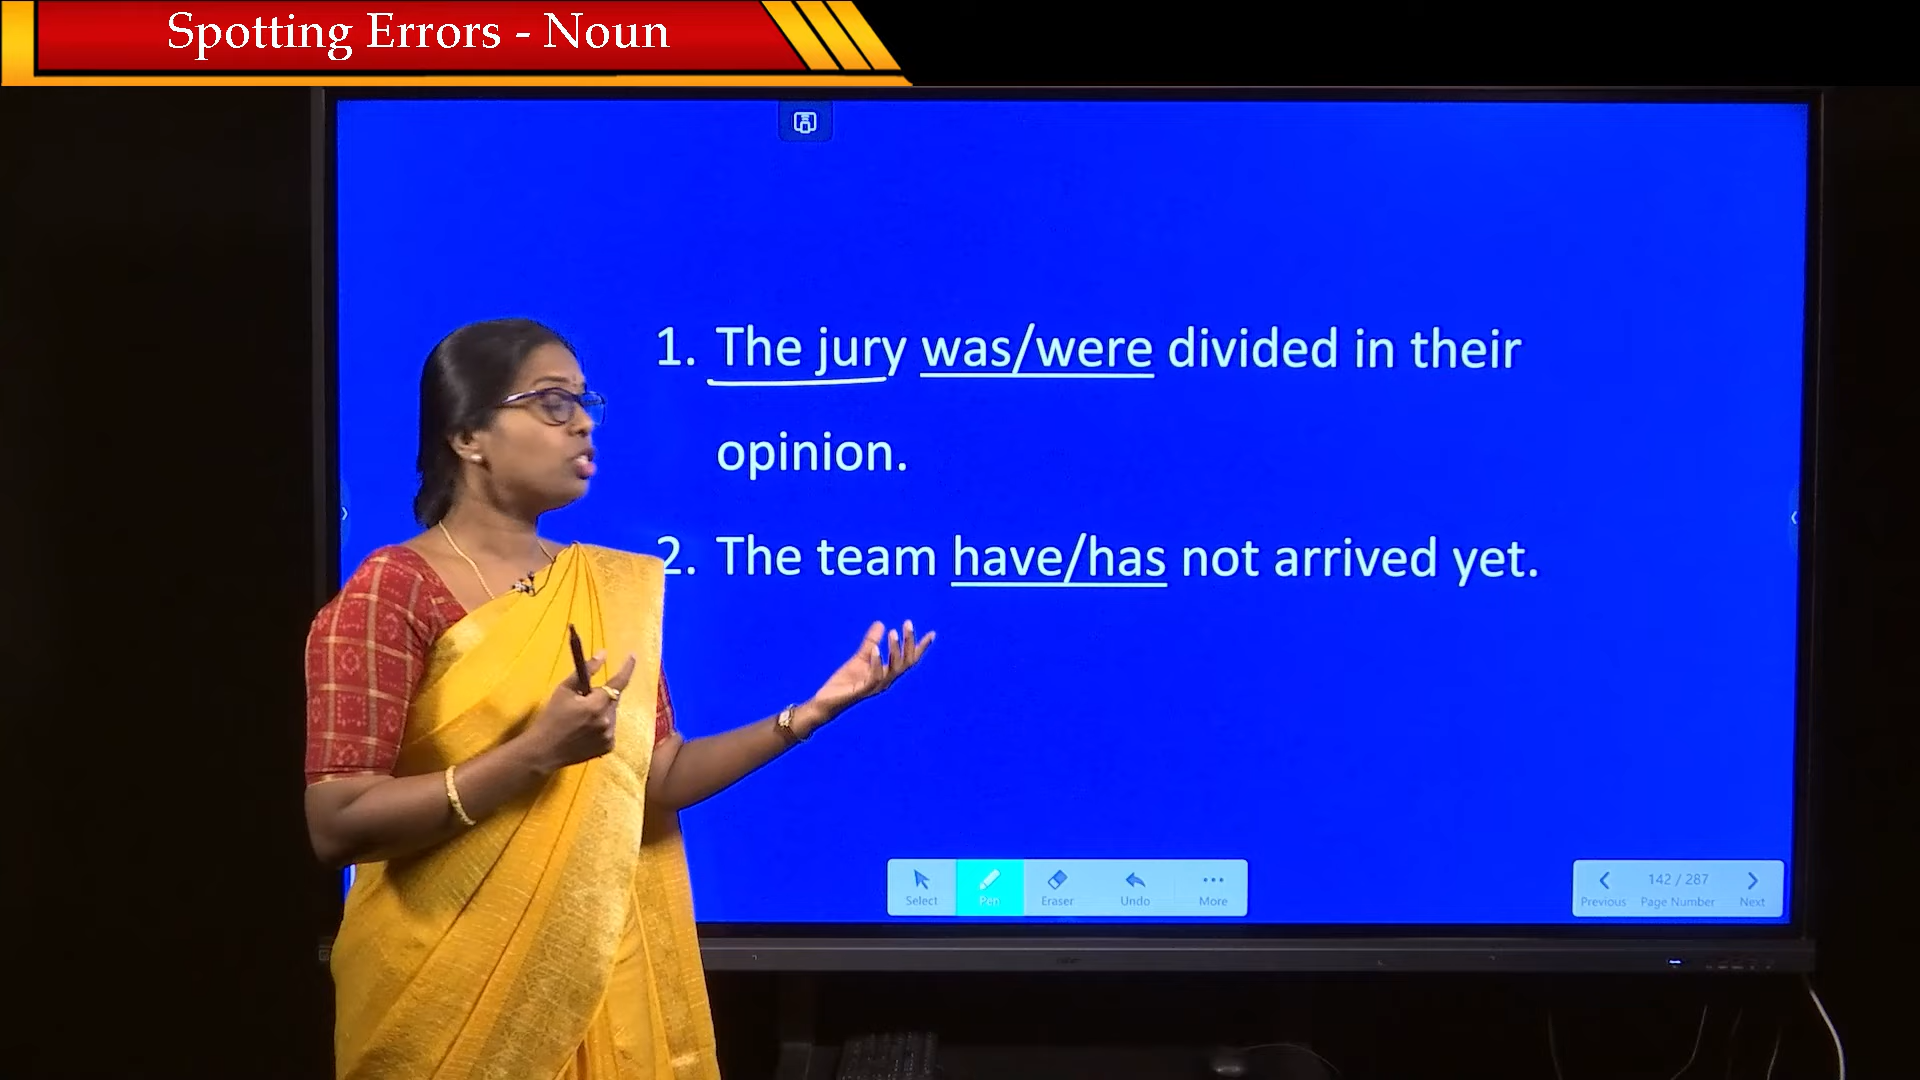 Spotting Errors - Noun
1. The jury was/were divided in their
opinion.
2. The team have/has not arrived yet.
Select
Pen
Eraser
Undo
More
142 / 287
Previous Page Number Next